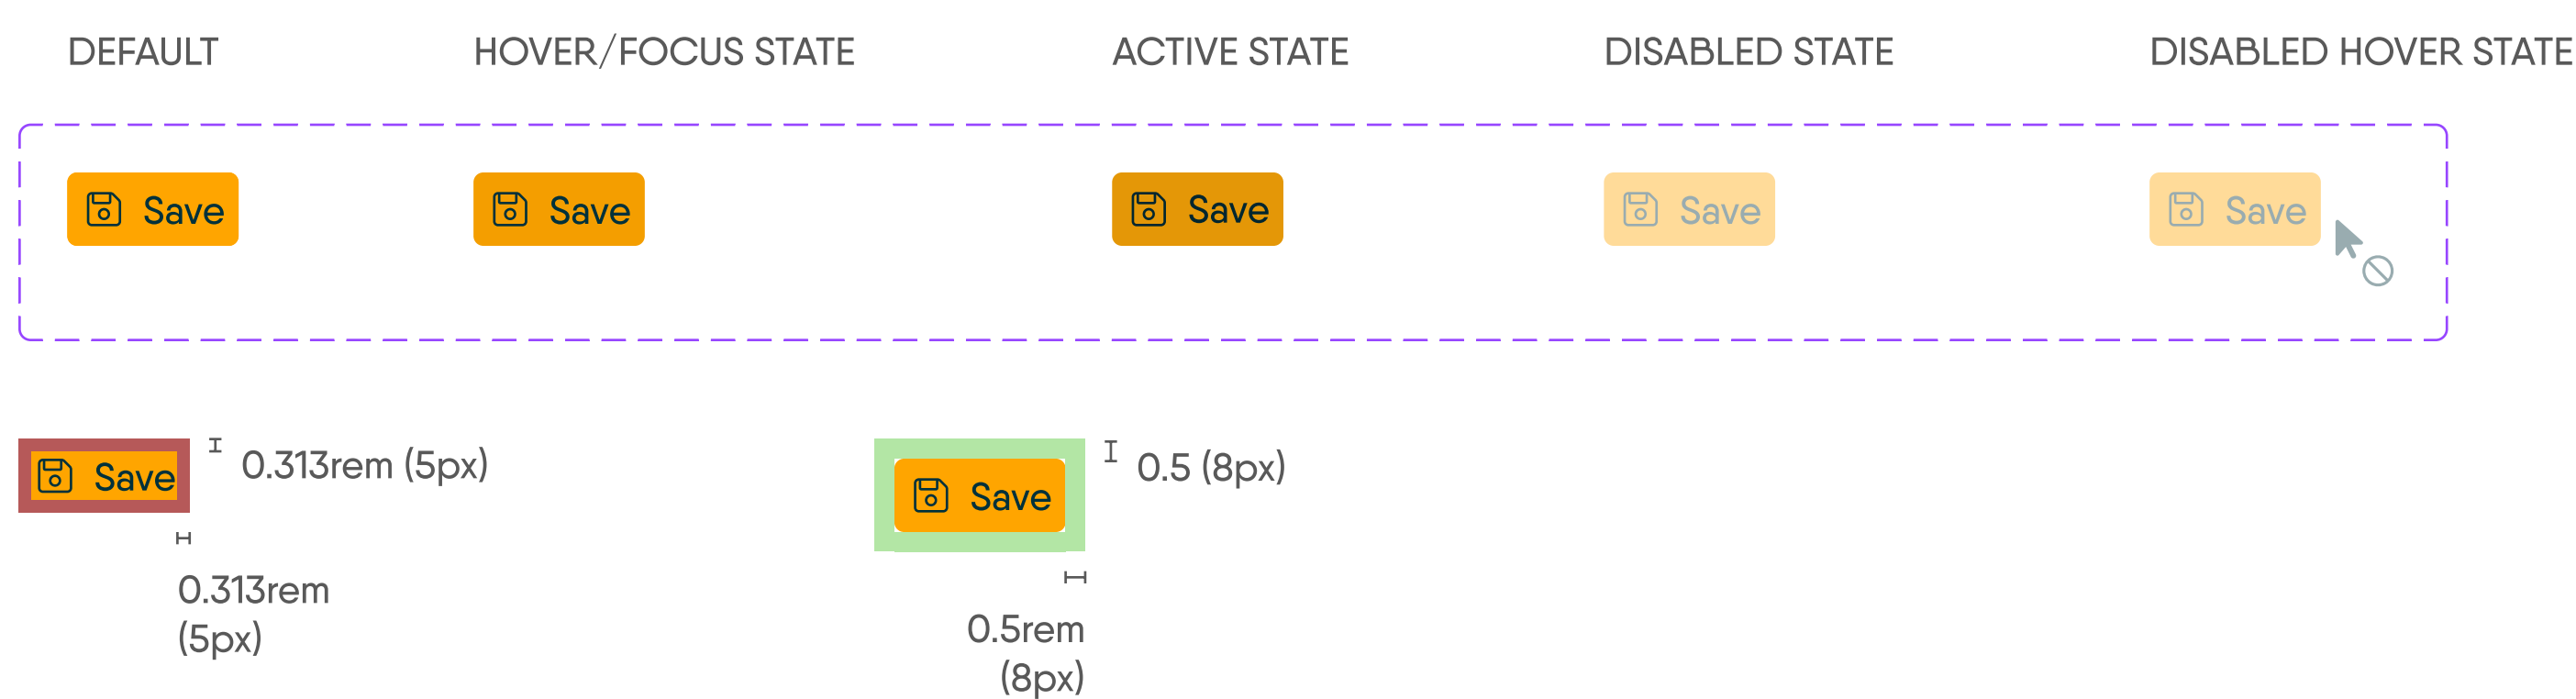 DEFAULT
HOVER/FOCUS STATE
ACTIVE STATE
DISABLED STATE
DISABLED HOVER STATE
Save
Save
Save
Save
Save
Save
0.313rem (5px)
0.313rem
(5px)
Save
0.5 (8px)
0.5rem
(8px)